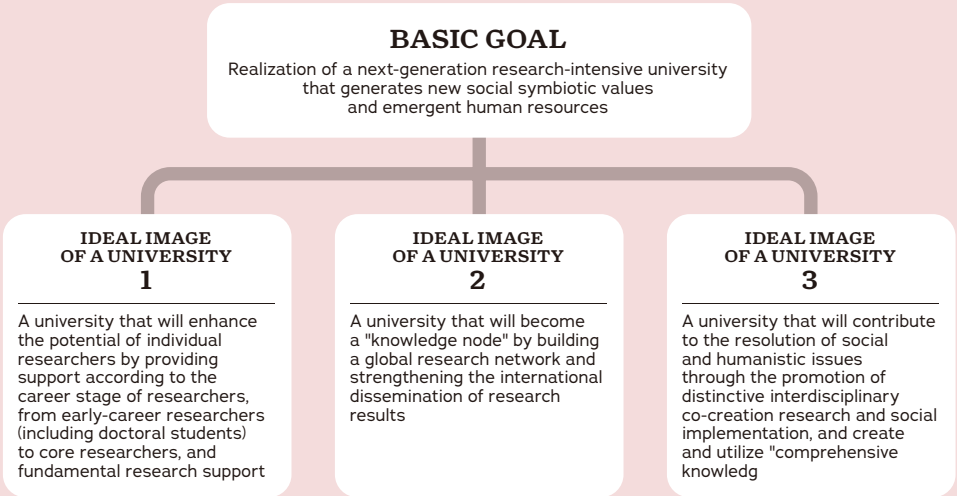 BASIC GOAL
Realization of a next-generation research-intensive university
that generates new social symbiotic values
and emergent human resources
IDEAL IMAGE
OF A UNIVERSITY
1
A university that will enhance
the potential of individual
researchers by providing
support according to the
career stage of researchers,
from early-career researchers
(including doctoral students)
to core researchers, and
fundamental research support
IDEAL IMAGE
OF A UNIVERSITY
2
A university that will become
a "knowledge node" by building
a global research network and
strengthening the international
dissemination of research
results
IDEAL IMAGE
OF A UNIVERSITY
3
A university that will contribute
to the resolution of social
and humanistic issues
through the promotion of
distinctive interdisciplinary
co-creation research and social
implementation, and create
and utilize "comprehensive
knowledg